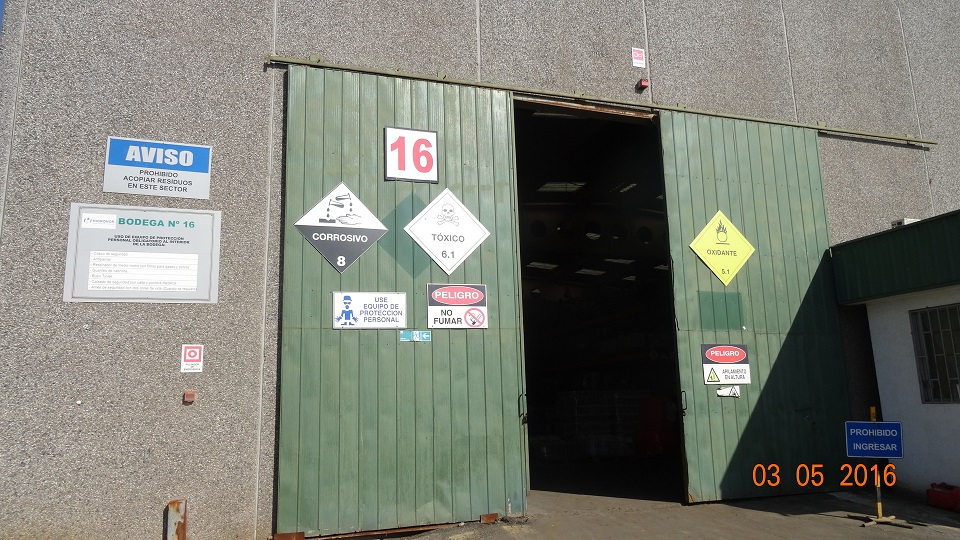 AVISO
PROHIBIDO
ACOPIAR RESIDUOS
EN ESTE SECTOR
BODEGA Nº 16
USO DE EQUIPO DE PROTECCIÓN
PERSONAL OBLIGATORIO AL INTERIOR
DE LA BODEGA
16
CORROSIVO
8
TÓXICO
6.1
USE
EQUIPO DE
PROTECCION
PERSONAL
PELIGRO
NO
FUMAR
OXIDANTE
5.1
PELIGRO
APILAMIENTO
EN ALTURA
PROHIBIDO
INGRESAR
03 05 2016